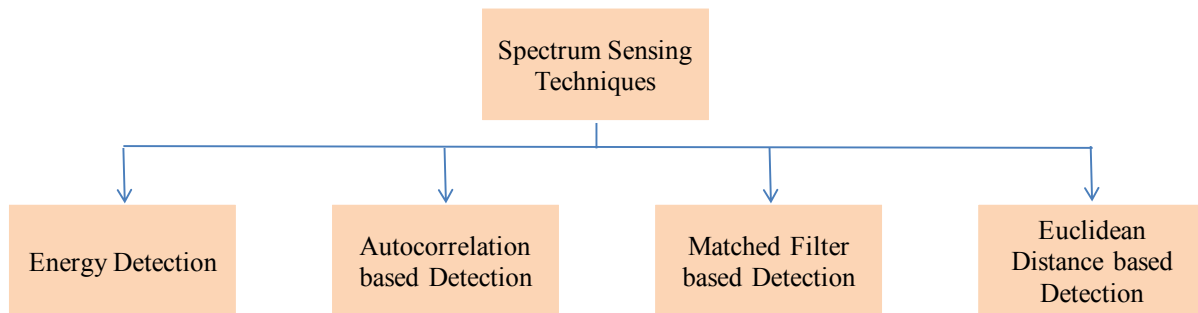 Spectrum Sensing
Techniques
Energy Detection
Autocorrelation
based Detection
Matched Filter
based Detection
Euclidean
Distance based
Detection